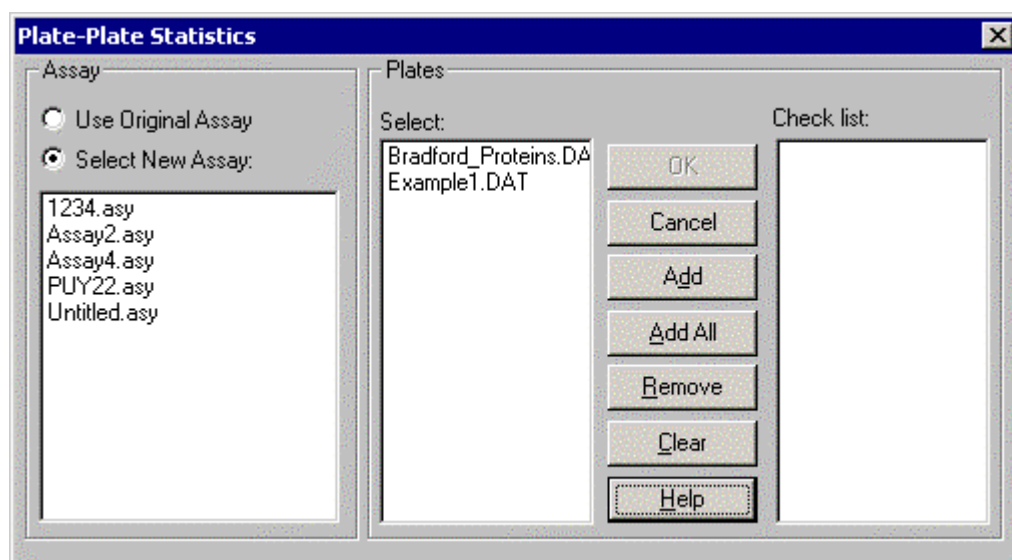 Plate-Plate Statistics
Assay
Use Original Assay
Select New Assay:
1234.asy
Assay2.asy
Assay4.asy
PUY22.asy
Untitled.asy
Plates
Select:
Bradford_Proteins.DA
Example1.DAT
OK
Cancel
Add
Add All
Remove
Clear
Help
Check list: